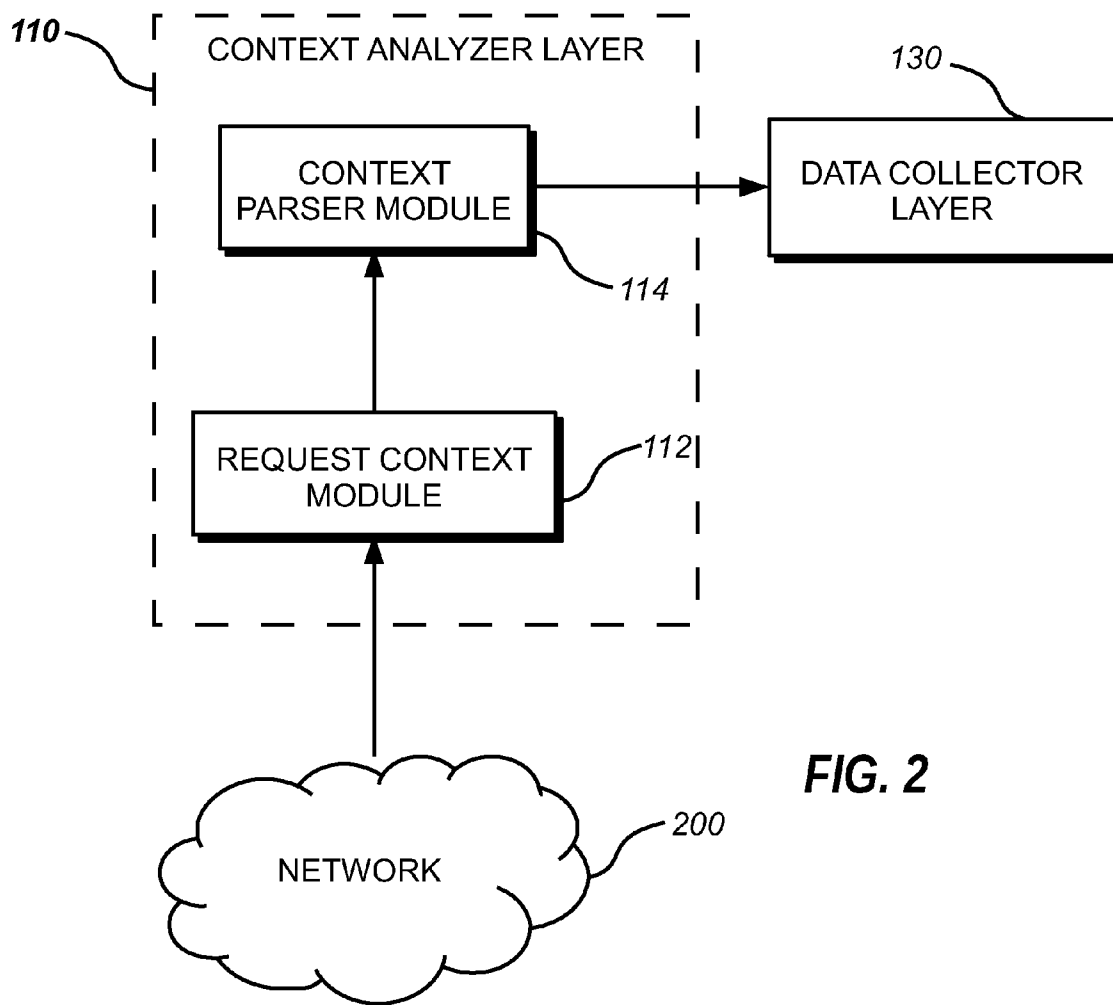 110
CONTEXT ANALYZER LAYER
130
CONTEXT
PARSER MODULE
DATA COLLECTOR
LAYER
114
REQUEST CONTEXT
MODULE
112
FIG. 2
200
NETWORK